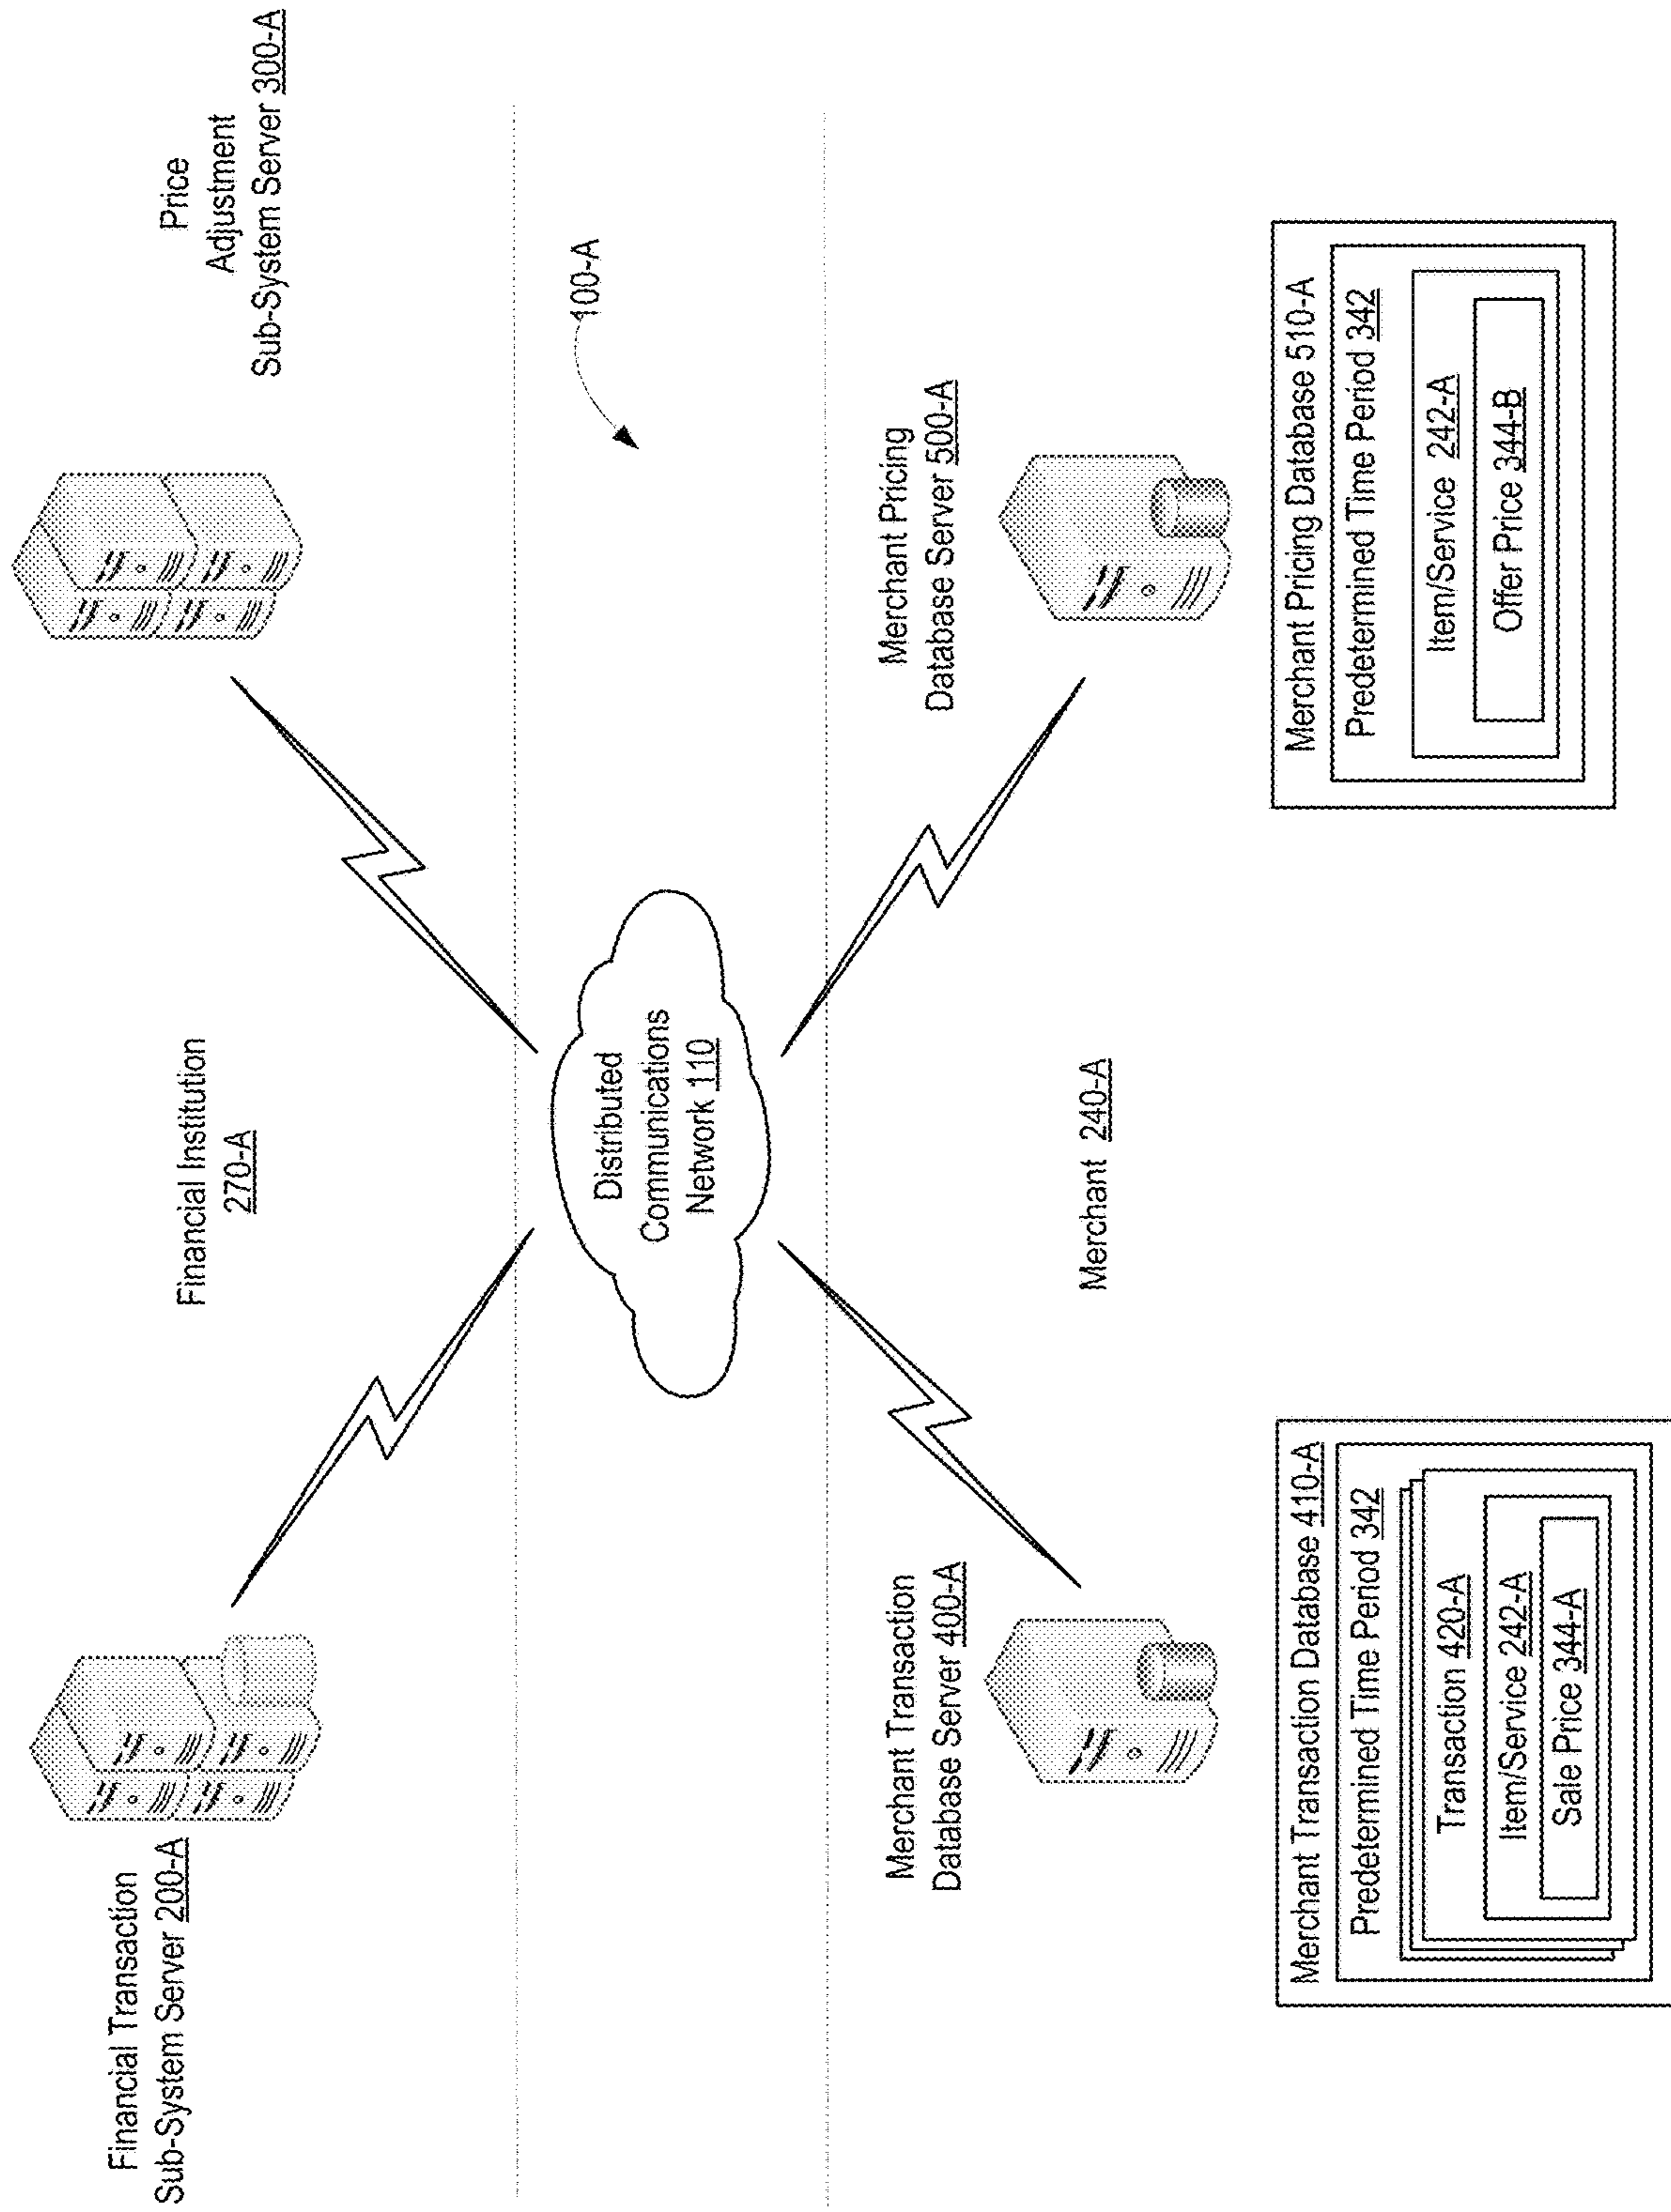 Financial Transaction
Sub-System Server 200-A
Financial Institution
270-A
Price
Adjustment
Sub-System Server 300-A
100-A
Distributed
Communications
Network 110
Merchant Transaction
Database Server 400-A
Merchant 240-A
Merchant Pricing
Database Server 500-A
Merchant Transaction Database 410-A
Predetermined Time Period 342
Transaction 420-A
Item/Service 242-A
Sale Price 344-A
Merchant Pricing Database 510-A
Predetermined Time Period 342
Item/Service 242-A
Offer Price 344-B